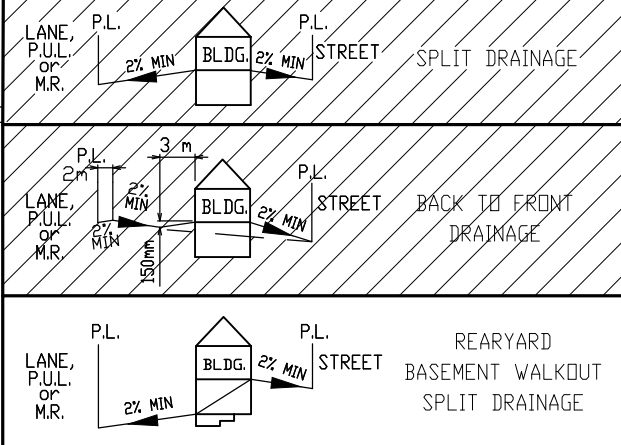 P.L.
P.L.
LANE,
P.U.L.
or
M.R.
2% MIN
BLDG.
2% MIN
STREET
SPLIT DRAINAGE
3 m
P.L.
2m
P.L.
LANE,
P.U.L.
or
M.R.
2%
MIN
2%
MIN
150mm
BLDG.
2% MIN
STREET
BACK TO FRONT
DRAINAGE
P.L.
P.L.
LANE,
P.U.L.
or
M.R.
2% MIN
BLDG.
2% MIN
STREET
REARYARD
BASEMENT WALKOUT
SPLIT DRAINAGE